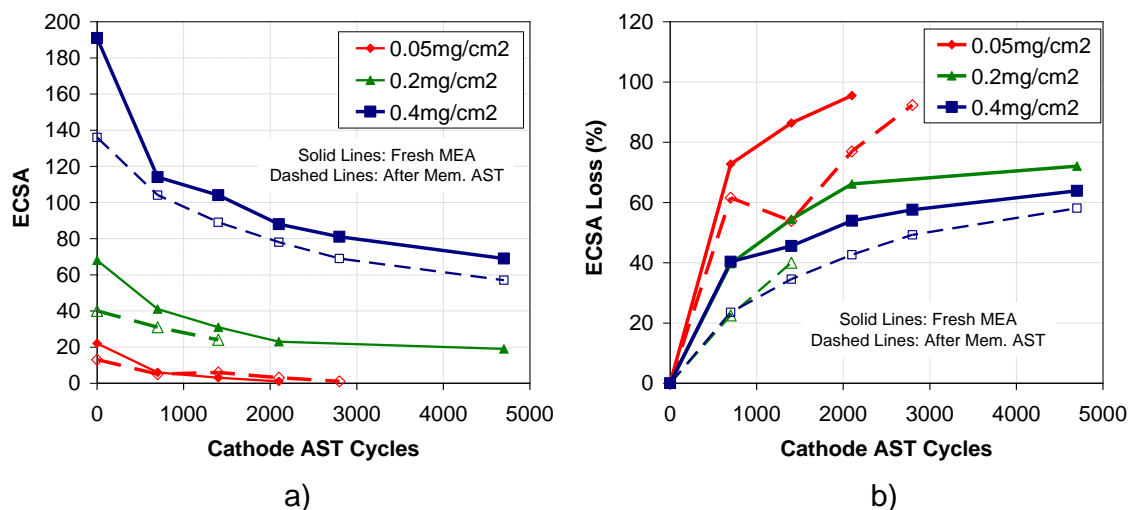 200
180
160
140
120
100
80
60
40
20
0
ECSA
0.05mg/cm2
0.2mg/cm2
0.4mg/cm2
Solid Lines: Fresh MEA
Dashed Lines: After Mem. AST
0 1000 2000 3000 4000 5000
Cathode AST Cycles
a)
120
100
80
60
40
20
0
ECSA Loss (%)
0.05mg/cm2
0.2mg/cm2
0.4mg/cm2
Solid Lines: Fresh MEA
Dashed Lines: After Mem. AST
0 1000 2000 3000 4000 5000
Cathode AST Cycles
b)